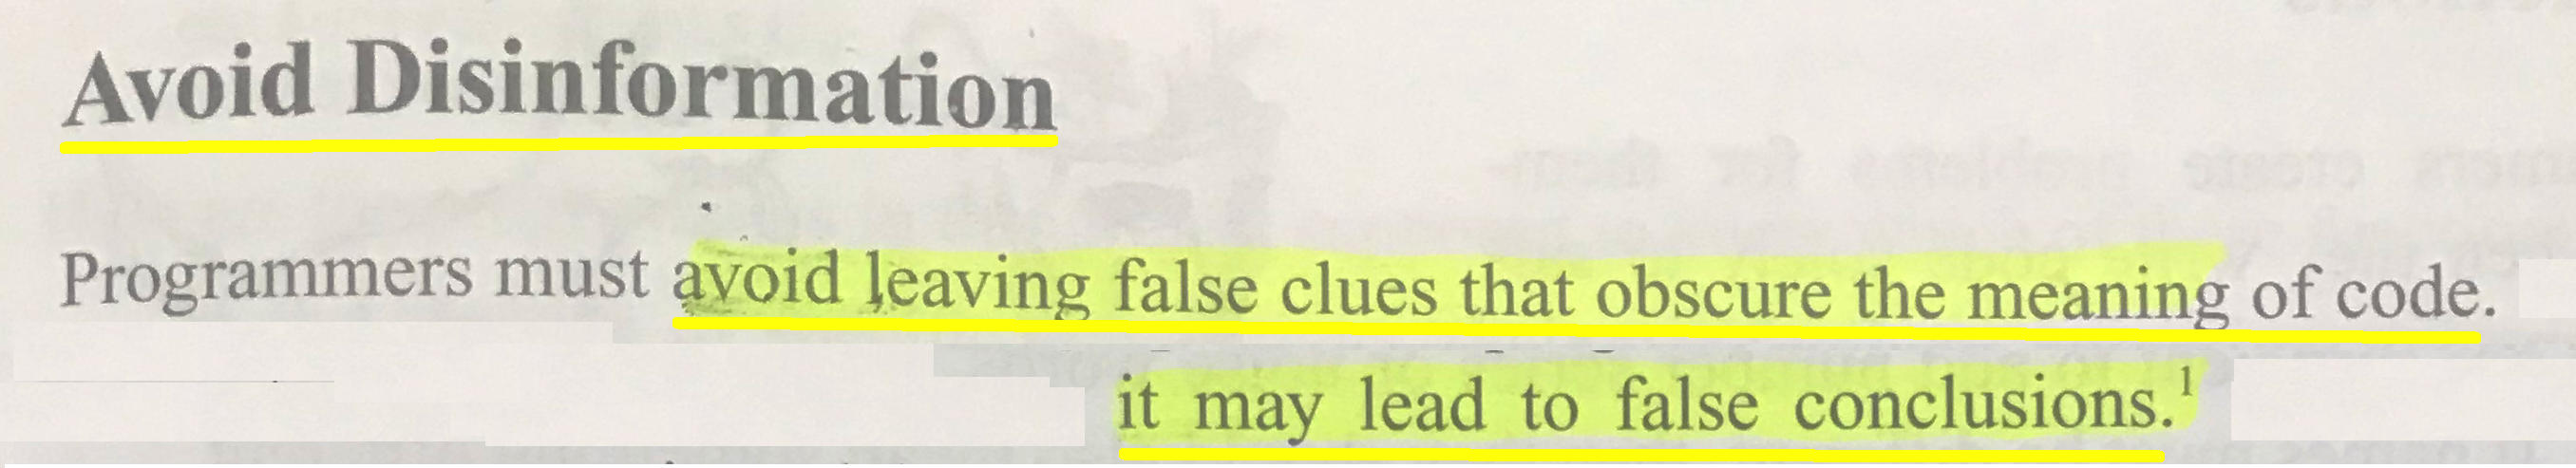 Avoid Disinformation
Programmers must avoid leaving false clues that obscure the meaning of code.
it may lead to false conclusions.¹